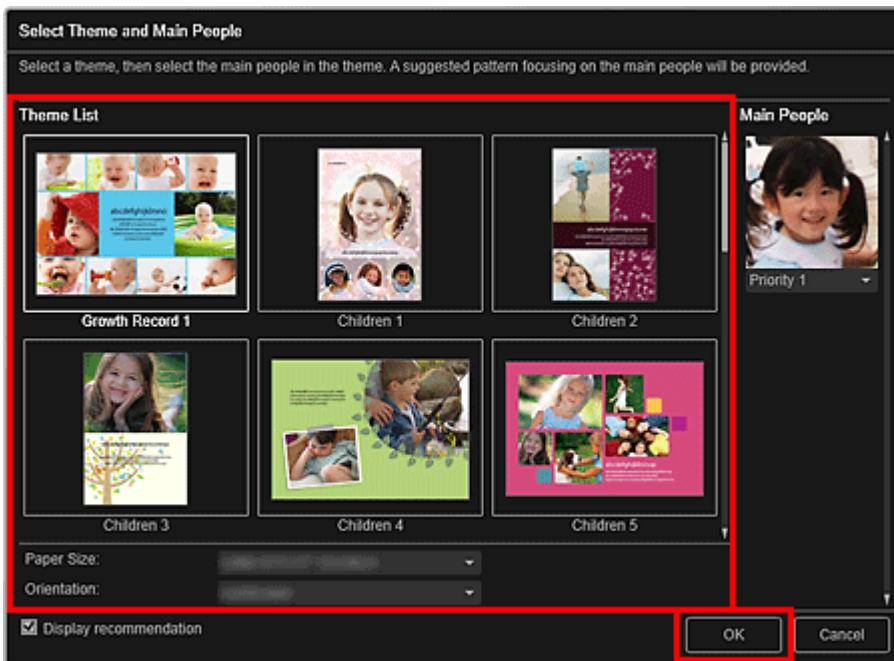 Select Theme and Main People
Select a theme, then select the main people in the theme. A suggested pattern focusing on the main people will be provided.
Theme List
Main People
Growth Record 1
Children 1
Children 2
Priority 1
Children 3
Children 4
Children 5
Paper Size:
Orientation:
Display recommendation
OK
Cancel